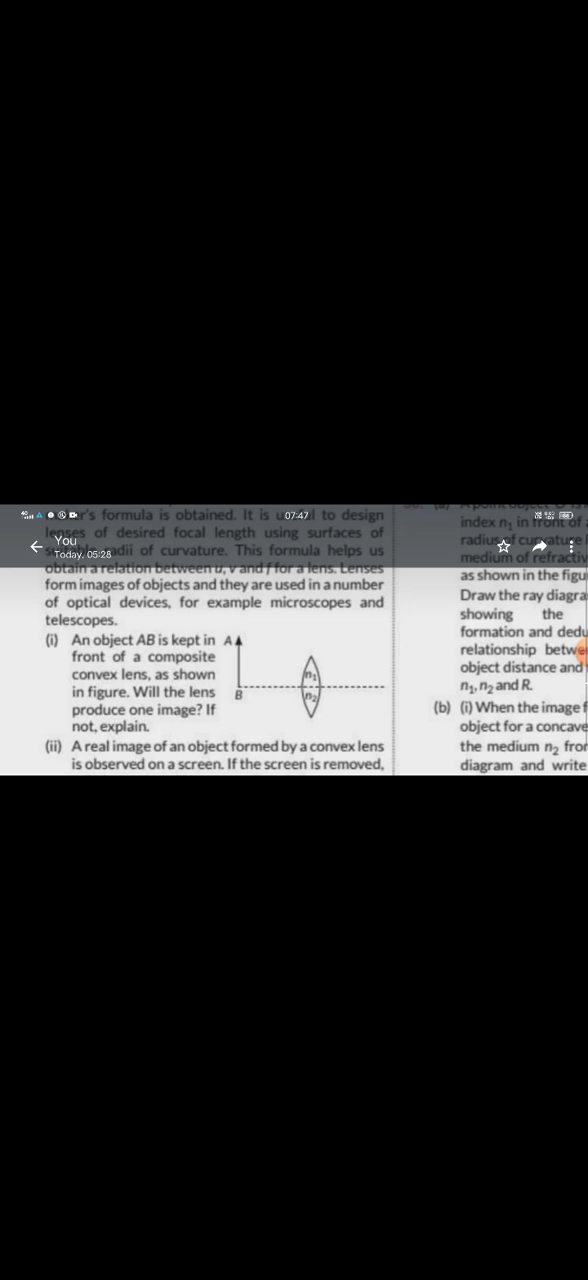 07:47
You
Today, 05:28
r's formula is obtained. It is to design
lenses of desired focal length using surfaces of
radii of curvature. This formula helps us
obtain a relation between u, v and f for a lens. Lenses
form images of objects and they are used in a number
of optical devices, for example microscopes and
telescopes.
(i) An object AB is kept in
front of a composite
convex lens, as shown
in figure. Will the lens
produce one image? If
not, explain.
A
B
n₁
n₂
(ii) A real image of an object formed by a convex lens
is observed on a screen. If the screen is removed,
(a)
index n₁ in front of
radius of curvature
medium of refractiv
as shown in the figu
Draw the ray diagra
showing the
formation and dedu
relationship betwe
object distance and
n₁, n₂ and R.
(b) (i) When the image f
object for a concave
the medium n₂ fror
diagram and write